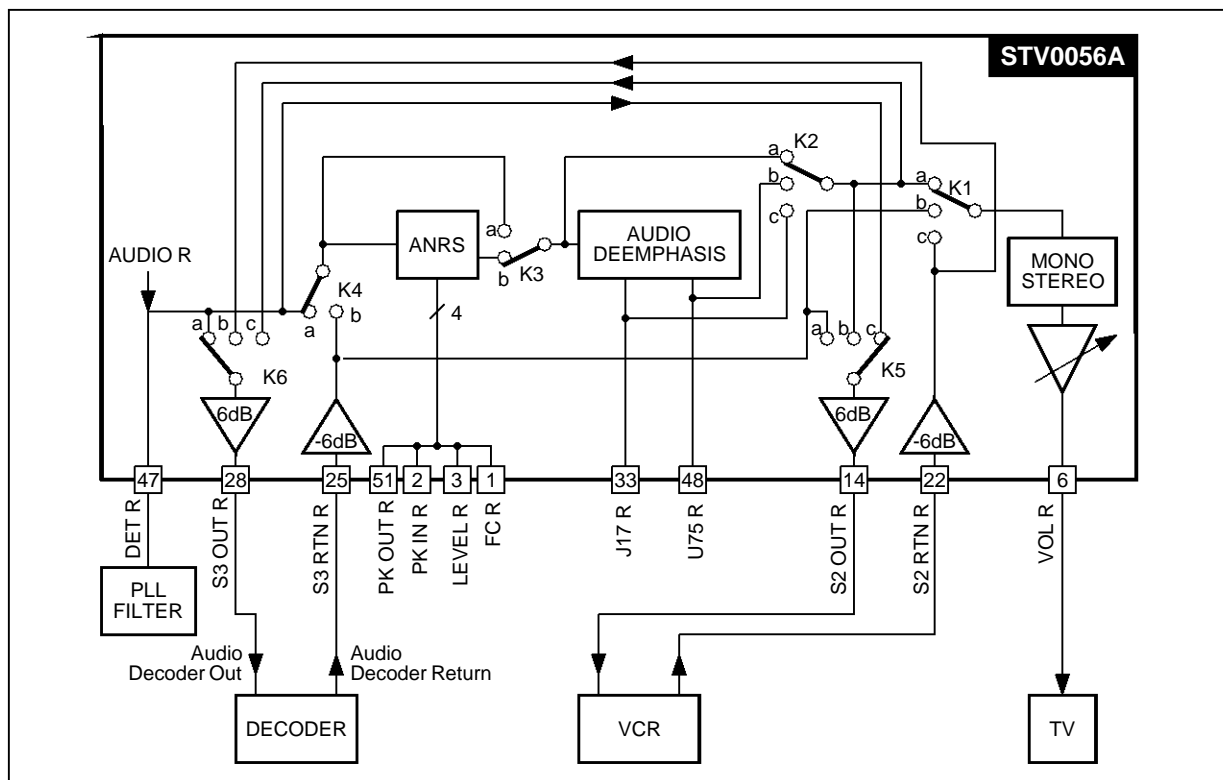 STV0056A
K2
a
b
c
a
K1
b
c
ANRS
a
b
K3
AUDIO
DEEMPHASIS
MONO
STEREO
AUDIO R
K4
a
b
4
a
b
c
K6
a
b
c
K5
6dB
-6dB
6dB
-6dB
47
28
25
51
2
3
1
33
48
14
22
6
DET R
S3 OUT R
S3 RTN R
PK OUT R
PK IN R
LEVEL R
FC R
J17 R
U75 R
S2 OUT R
S2 RTN R
VOL R
PLL
FILTER
Audio
Decoder Out
Audio
Decoder Return
DECODER
VCR
TV